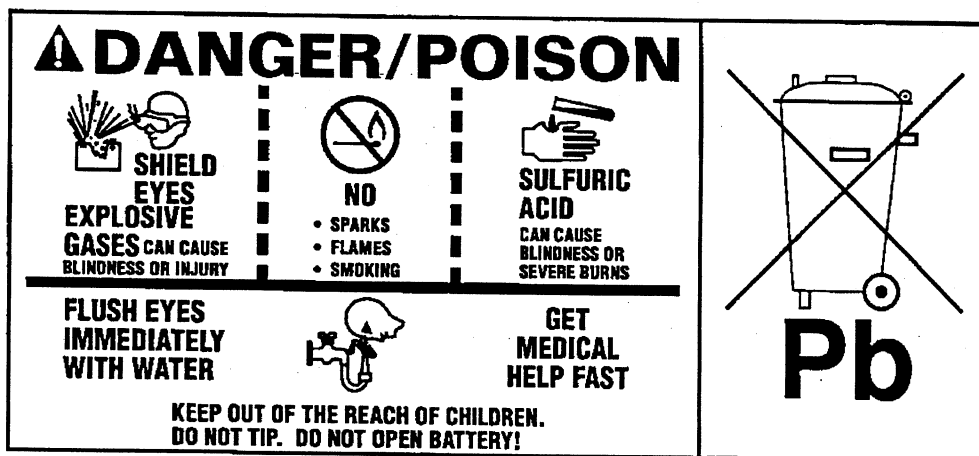 DANGER/POISON
SHIELD
EYES
EXPLOSIVE
GASES CAN CAUSE
BLINDNESS OR INJURY
NO
• SPARKS
• FLAMES
• SMOKING
SULFURIC
ACID
CAN CAUSE
BLINDNESS OR
SEVERE BURNS
FLUSH EYES
IMMEDIATELY
WITH WATER
GET
MEDICAL
HELP FAST
KEEP OUT OF THE REACH OF CHILDREN.
DO NOT TIP. DO NOT OPEN BATTERY!
Pb